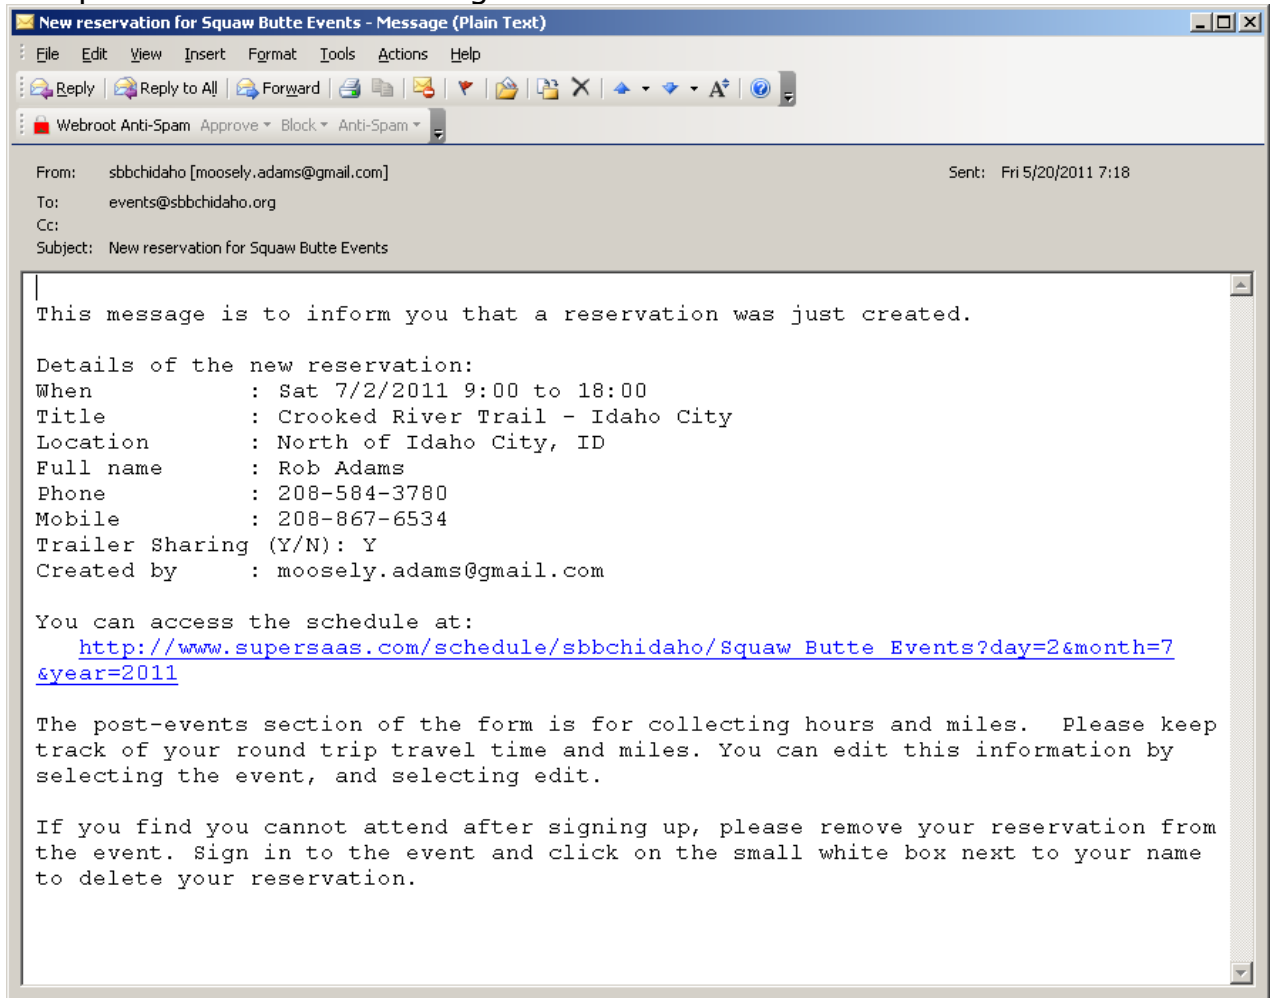 New reservation for Squaw Butte Events - Message (Plain Text)
File Edit View Insert Format Tools Actions Help
Reply Reply to All Forward
Webroot Anti-Spam Approve Block Anti-Spam
From: sbbchidaho [moosely.adams@gmail.com] Sent: Fri 5/20/2011 7:18
To: events@sbbchidaho.org
Cc:
Subject: New reservation for Squaw Butte Events
This message is to inform you that a reservation was just created.
Details of the new reservation:
When : Sat 7/2/2011 9:00 to 18:00
Title : Crooked River Trail - Idaho City
Location : North of Idaho City, ID
Full name : Rob Adams
Phone : 208-584-3780
Mobile : 208-867-6534
Trailer Sharing (Y/N): Y
Created by : moosely.adams@gmail.com
You can access the schedule at:
http://www.supersaas.com/schedule/sbbchidaho/Squaw_Butte_Events?day=2&month=7
&year=2011
The post-events section of the form is for collecting hours and miles.  Please keep
track of your round trip travel time and miles. You can edit this information by
selecting the event, and selecting edit.
If you find you cannot attend after signing up, please remove your reservation from
the event. Sign in to the event and click on the small white box next to your name
to delete your reservation.